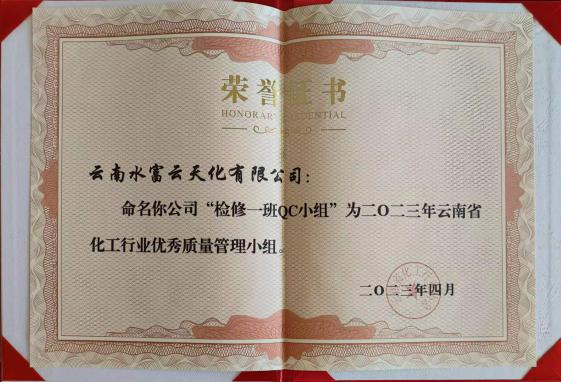 荣誉证书
HONORARY CREDENTIAL
云南水富云天化有限公司：
命名你公司“检修一班QC小组”为二〇二三年云南省
化工行业优秀质量管理小组。
二〇二三年四月